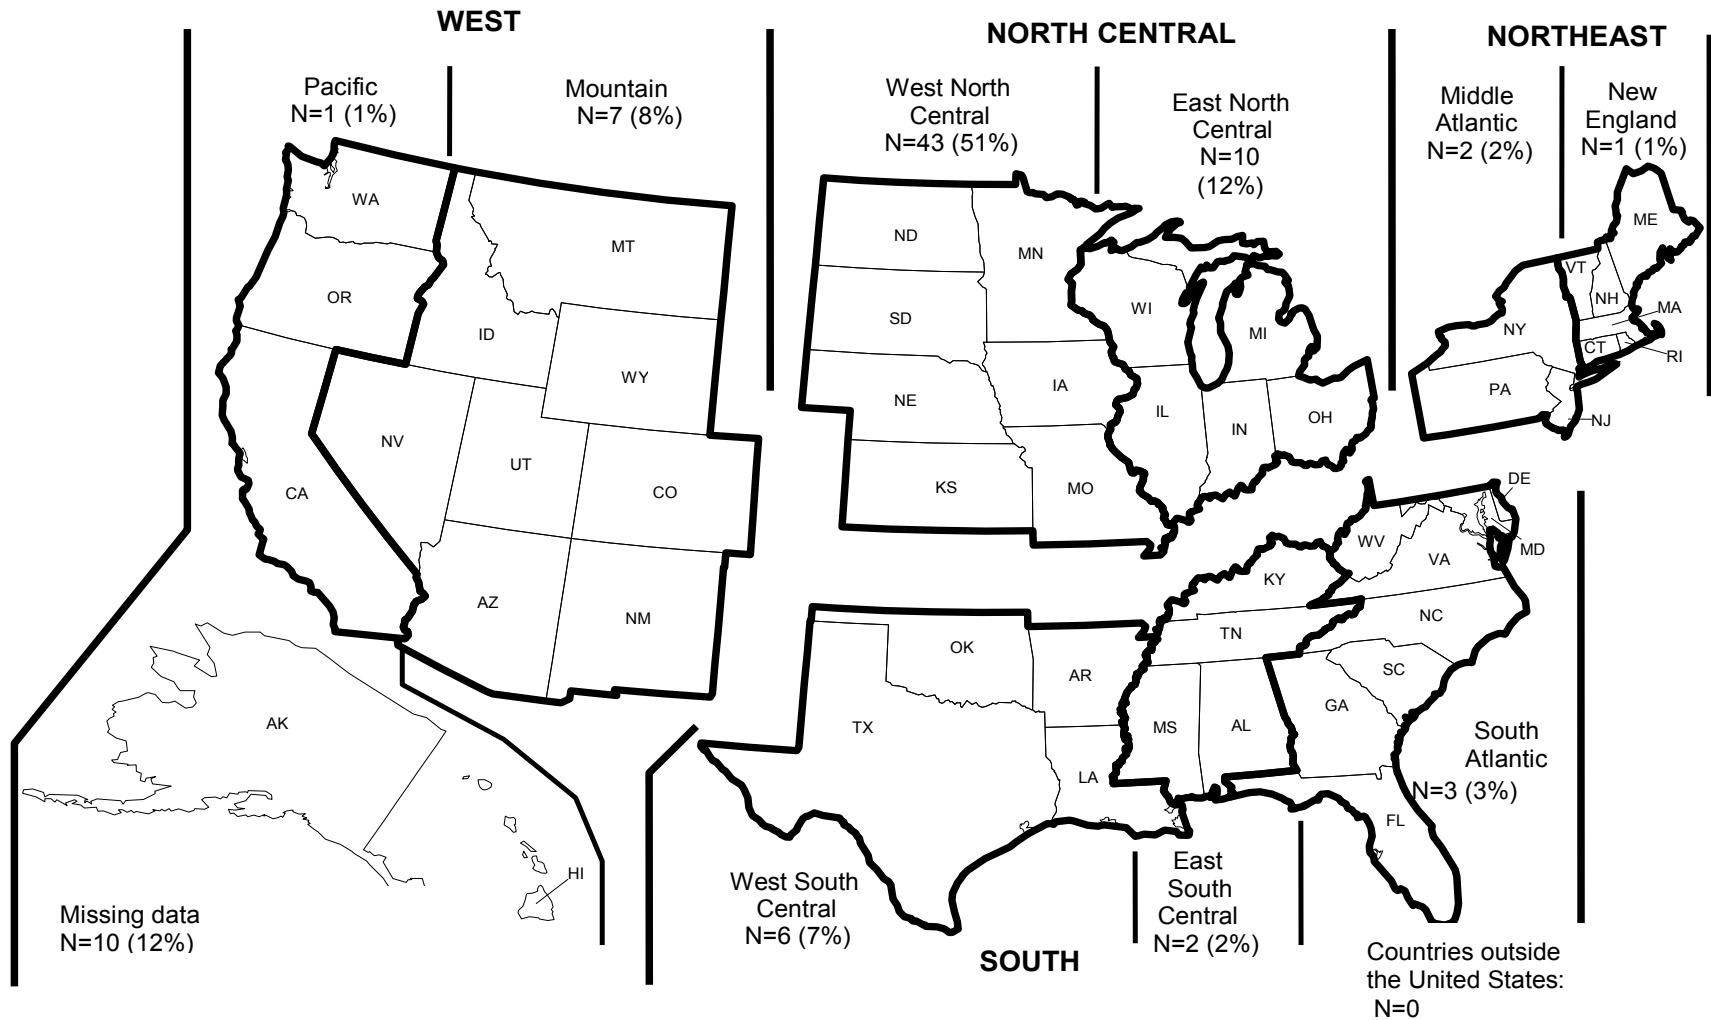 WEST
NORTH CENTRAL
NORTHEAST
Pacific
N=1 (1%)
Mountain
N=7 (8%)
West North
Central
N=43 (51%)
East North
Central
N=10
(12%)
Middle
Atlantic
N=2 (2%)
New
England
N=1 (1%)
WA
MT
OR
ID
WY
NV
UT
CO
CA
AZ
NM
AK
HI
ND
MN
SD
WI
MI
NE
IA
IL
IN
OH
KS
MO
ME
VT
NH
MA
NY
CT
RI
PA
NJ
DE
MD
WV
VA
KY
NC
TN
SC
OK
AR
GA
TX
MS
AL
LA
FL
South
Atlantic
N=3 (3%)
West South
Central
N=6 (7%)
East
South
Central
N=2 (2%)
SOUTH
Missing data
N=10 (12%)
Countries outside
the United States:
N=0